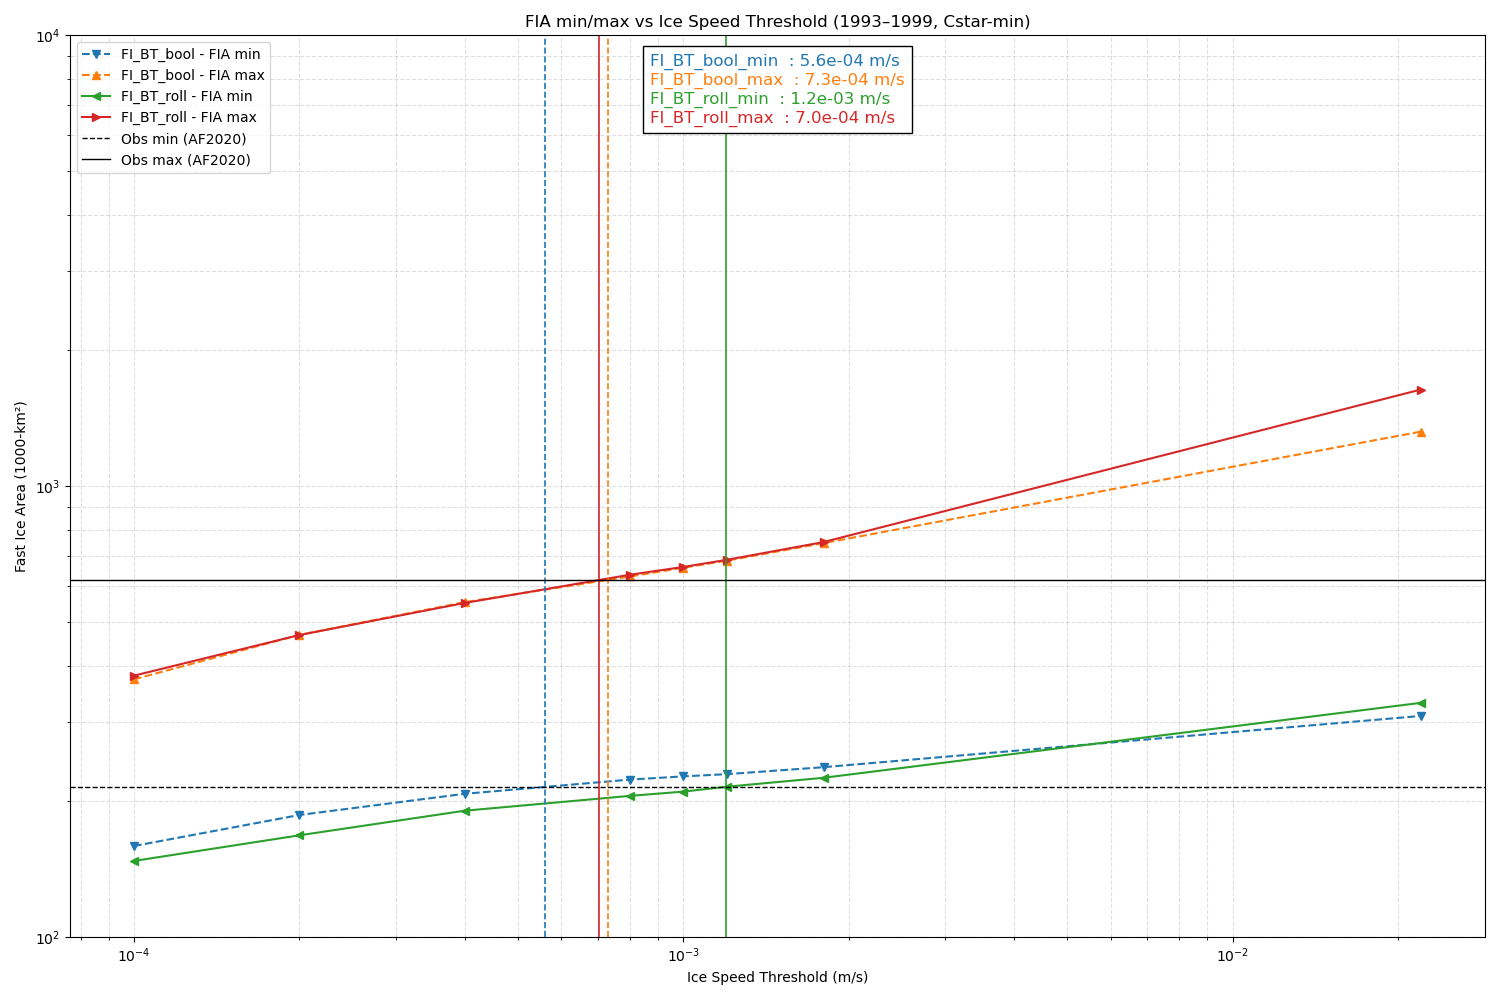 FIA min/max vs Ice Speed Threshold (1993–1999, Cstar-min)
FI_BT_bool - FIA min
FI_BT_bool - FIA max
FI_BT_roll - FIA min
FI_BT_roll - FIA max
Obs min (AF2020)
Obs max (AF2020)
FI_BT_bool_min : 5.6e-04 m/s
FI_BT_bool_max : 7.3e-04 m/s
FI_BT_roll_min : 1.2e-03 m/s
FI_BT_roll_max : 7.0e-04 m/s
Fast Ice Area (1000-km²)
10⁴
10³
10²
10⁻⁴
10⁻³
10⁻²
Ice Speed Threshold (m/s)